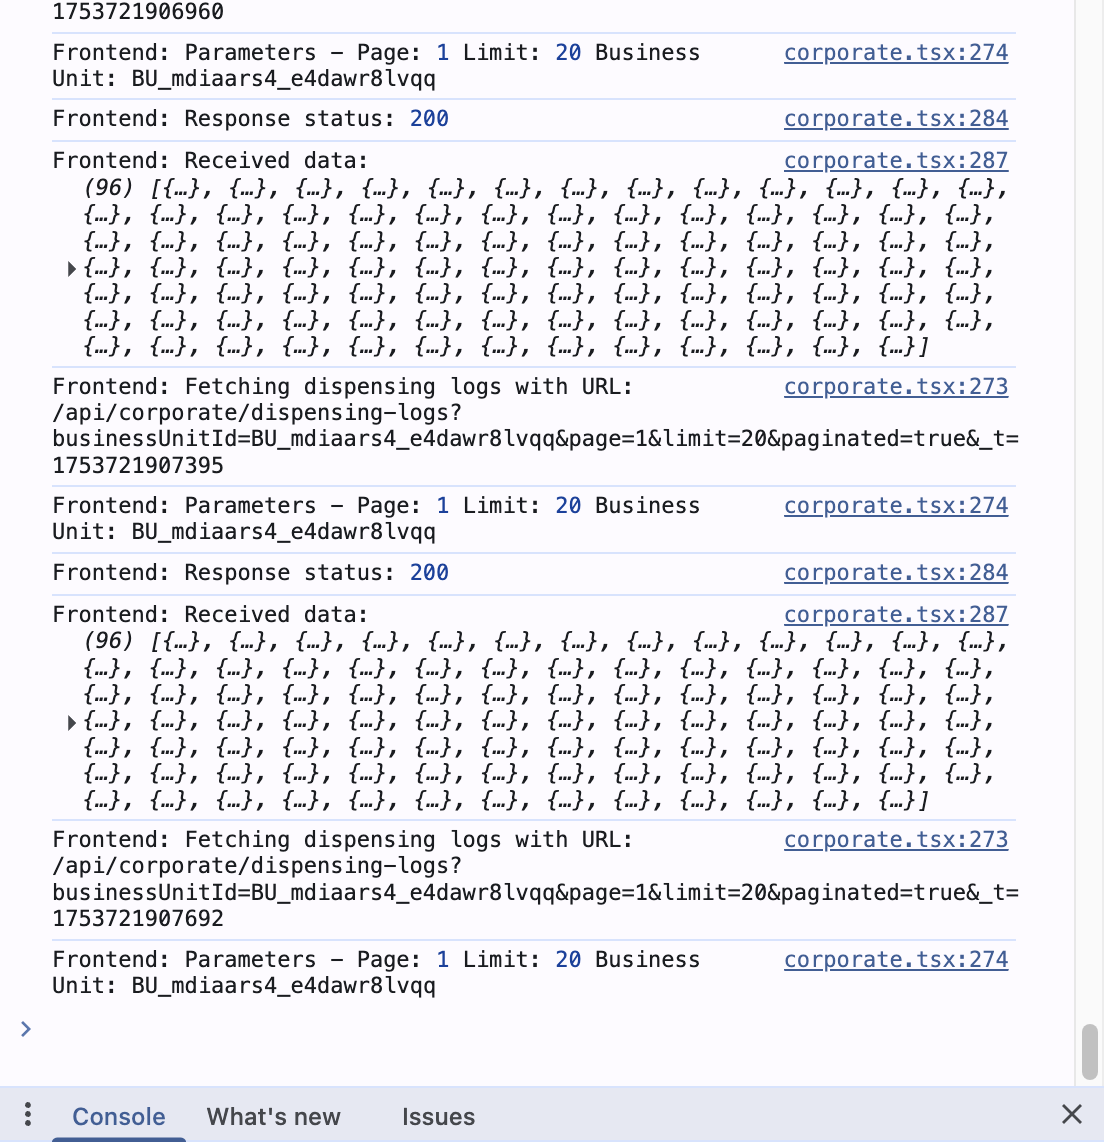 1753721906960
Frontend: Parameters – Page: 1 Limit: 20 Business corporate.tsx:274
Unit: BU_mdiaars4_e4dawr8lvqq
Frontend: Response status: 200 corporate.tsx:284
Frontend: Received data: corporate.tsx:287
(96) [{…}, {…}, {…}, {…}, {…}, {…}, {…}, {…}, {…}, {…}, {…}, {…}, {…},
{…}, {…}, {…}, {…}, {…}, {…}, {…}, {…}, {…}, {…}, {…}, {…}, {…}, {…},
{…}, {…}, {…}, {…}, {…}, {…}, {…}, {…}, {…}, {…}, {…}, {…}, {…}, {…},
{…}, {…}, {…}, {…}, {…}, {…}, {…}, {…}, {…}, {…}, {…}, {…}, {…}, {…},
{…}, {…}, {…}, {…}, {…}, {…}, {…}, {…}, {…}, {…}, {…}, {…}, {…}, {…},
{…}, {…}, {…}, {…}, {…}, {…}, {…}, {…}, {…}, {…}, {…}, {…}, {…}, {…},
{…}, {…}, {…}, {…}, {…}, {…}, {…}, {…}, {…}, {…}, {…}, {…}, {…}]
Frontend: Fetching dispensing logs with URL: corporate.tsx:273
/api/corporate/dispensing-logs?
businessUnitId=BU_mdiaars4_e4dawr8lvqq&page=1&limit=20&paginated=true&_t=
1753721907395
Frontend: Parameters – Page: 1 Limit: 20 Business corporate.tsx:274
Unit: BU_mdiaars4_e4dawr8lvqq
Frontend: Response status: 200 corporate.tsx:284
Frontend: Received data: corporate.tsx:287
(96) [{…}, {…}, {…}, {…}, {…}, {…}, {…}, {…}, {…}, {…}, {…}, {…}, {…},
{…}, {…}, {…}, {…}, {…}, {…}, {…}, {…}, {…}, {…}, {…}, {…}, {…}, {…},
{…}, {…}, {…}, {…}, {…}, {…}, {…}, {…}, {…}, {…}, {…}, {…}, {…}, {…},
{…}, {…}, {…}, {…}, {…}, {…}, {…}, {…}, {…}, {…}, {…}, {…}, {…}, {…},
{…}, {…}, {…}, {…}, {…}, {…}, {…}, {…}, {…}, {…}, {…}, {…}, {…}, {…},
{…}, {…}, {…}, {…}, {…}, {…}, {…}, {…}, {…}, {…}, {…}, {…}, {…}, {…},
{…}, {…}, {…}, {…}, {…}, {…}, {…}, {…}, {…}, {…}, {…}, {…}, {…}]
Frontend: Fetching dispensing logs with URL: corporate.tsx:273
/api/corporate/dispensing-logs?
businessUnitId=BU_mdiaars4_e4dawr8lvqq&page=1&limit=20&paginated=true&_t=
1753721907692
Frontend: Parameters – Page: 1 Limit: 20 Business corporate.tsx:274
Unit: BU_mdiaars4_e4dawr8lvqq
Console What's new Issues